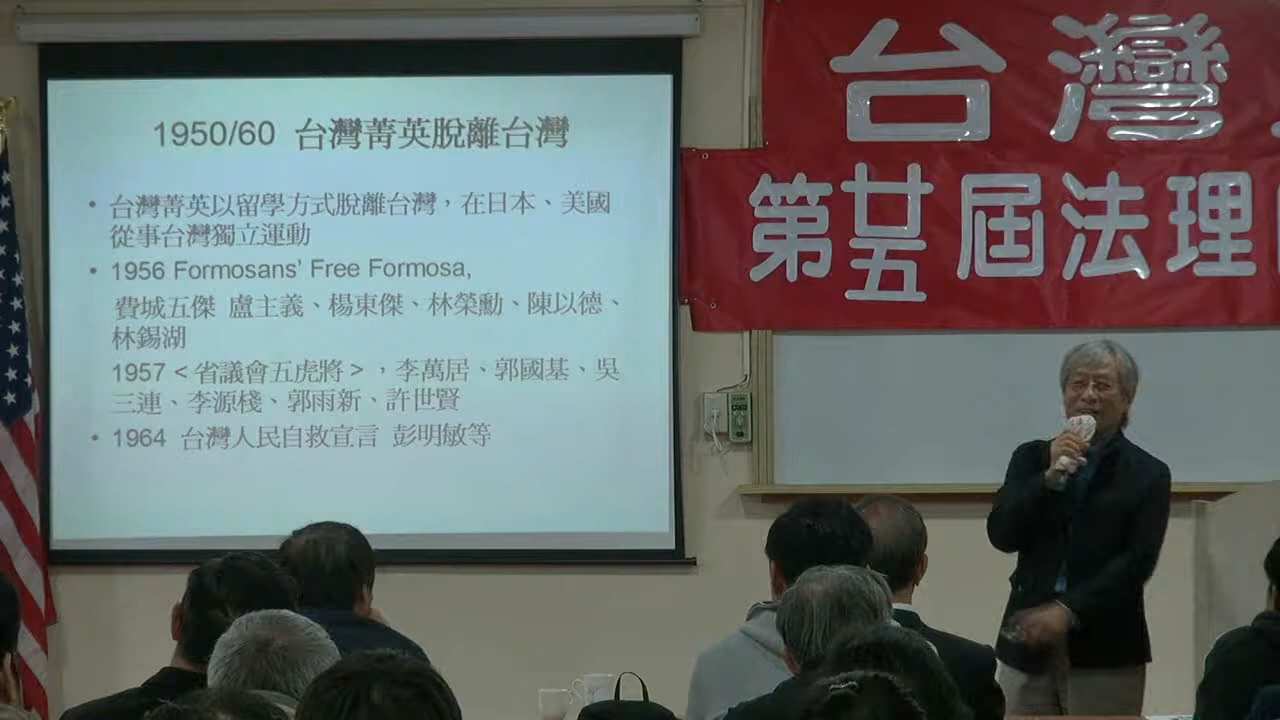 1950/60 台灣菁英脫離台灣
• 台灣菁英以留學方式脫離台灣，在日本、美國
從事台灣獨立運動
• 1956 Formosans' Free Formosa,
費城五傑 盧主義、楊東傑、林榮勳、陳以德、
林錫湖
1957 < 省議會五虎將 > ，李萬居、郭國基、吳
三連、李源棧、郭雨新、許世賢
• 1964 台灣人民自救宣言 彭明敏等
台灣
第廿五屆法理